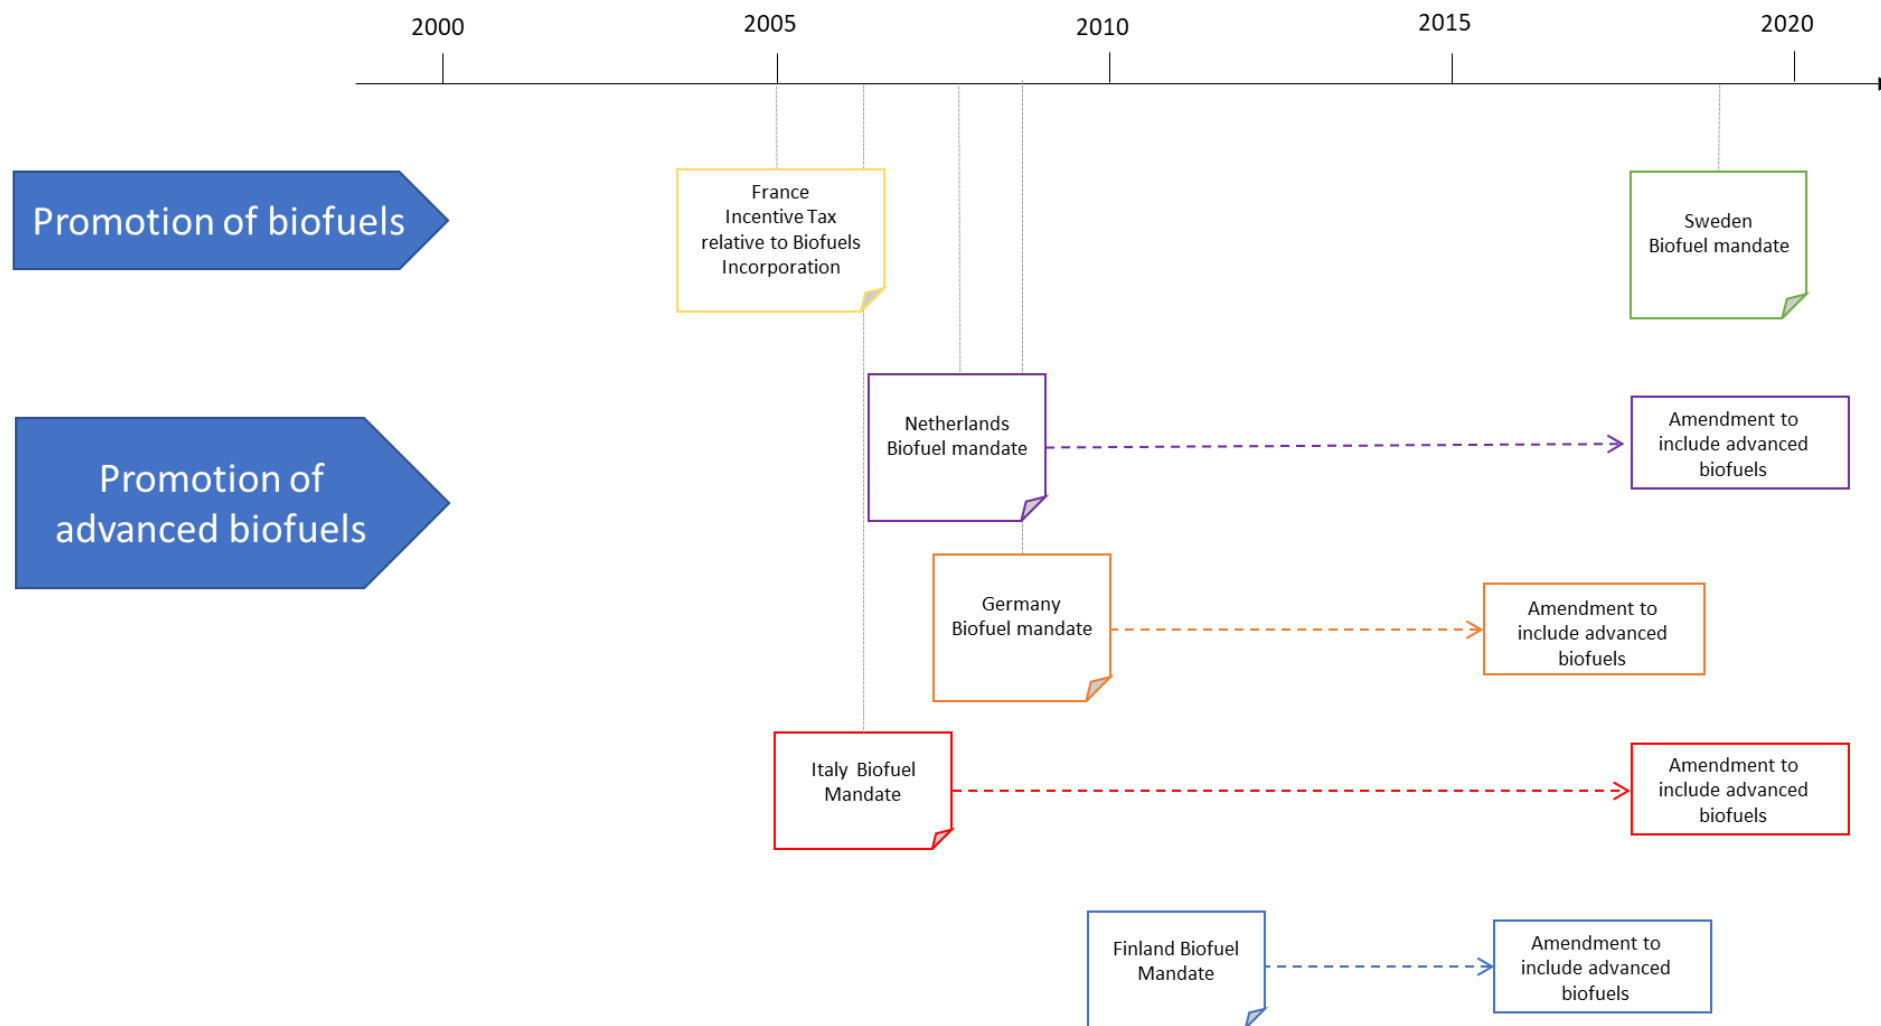 2000
2005
2010
2015
2020
Promotion of biofuels
France
Incentive Tax
relative to Biofuels
Incorporation
Sweden
Biofuel mandate
Promotion of
advanced biofuels
Netherlands
Biofuel mandate
Amendment to
include advanced
biofuels
Germany
Biofuel mandate
Amendment to
include advanced
biofuels
Italy Biofuel
Mandate
Amendment to
include advanced
biofuels
Finland Biofuel
Mandate
Amendment to
include advanced
biofuels